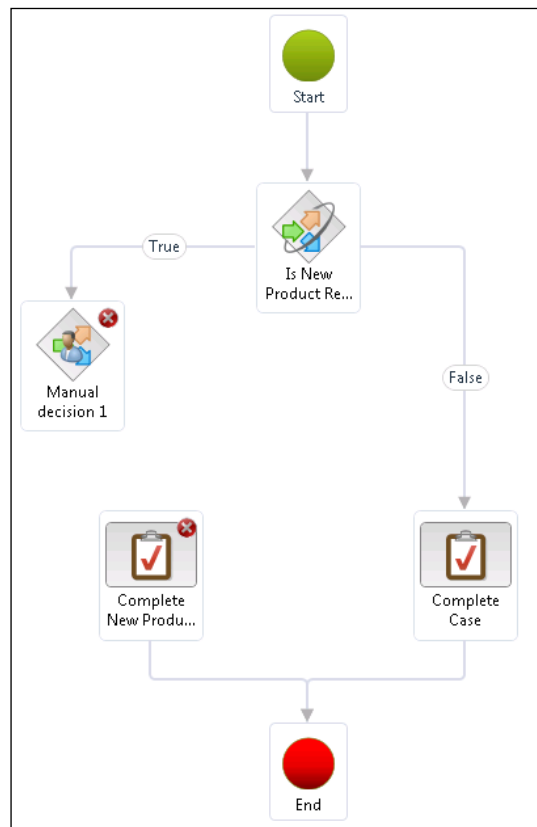 Start
Is New
Product Re...
True
Manual
decision 1
False
Complete
New Produ...
Complete
Case
End